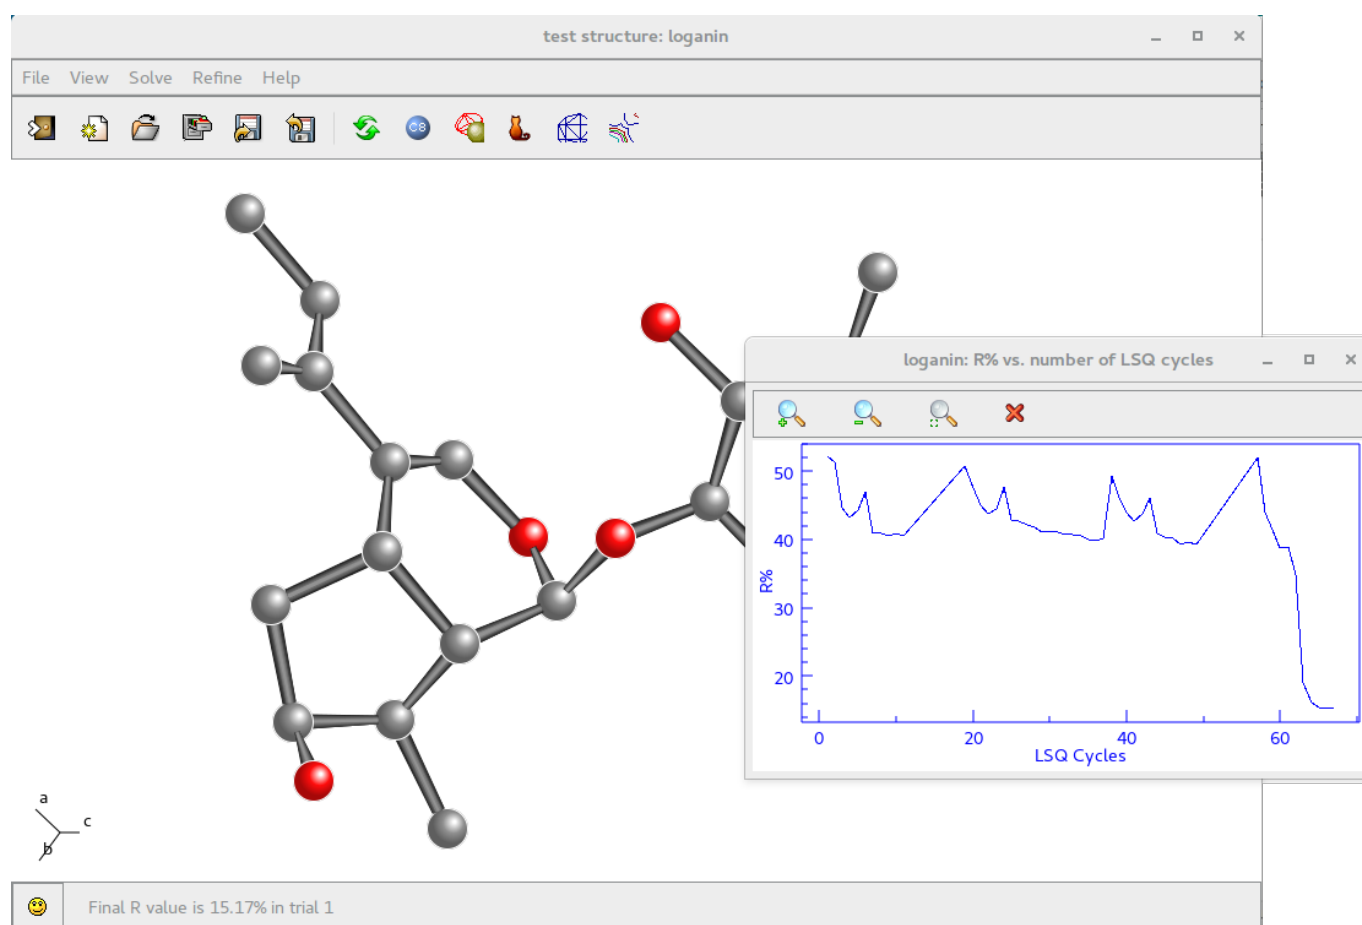 test structure: loganin
File View Solve Refine Help
C8
a
c
b
loganin: R% vs. number of LSQ cycles
50
40
30
20
R%
0 20 40 60
LSQ Cycles
Final R value is 15.17% in trial 1